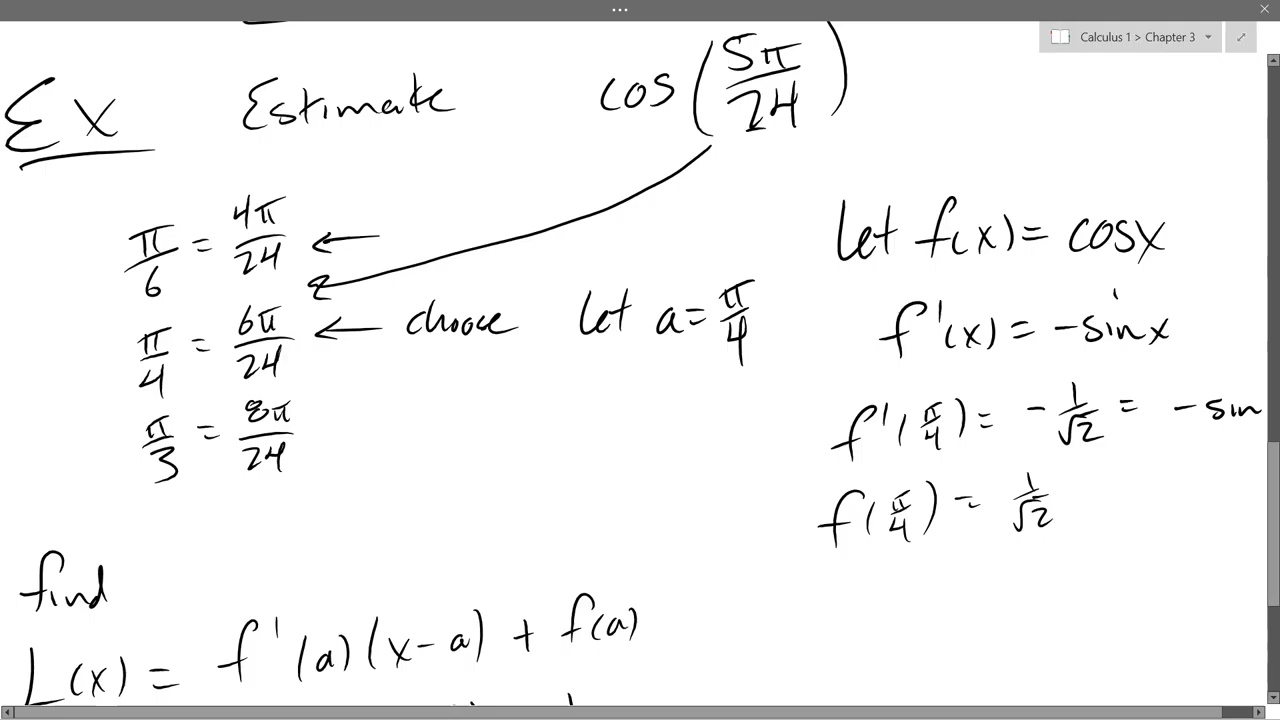 Calculus 1 > Chapter 3
Ex Estimate cos(5π/24)
π/6 = 4π/24 ←
π/4 = 6π/24 ← choose let a = π/4
π/3 = 8π/24
let f(x) = cosx
f'(x) = -sinx
f'(π/4) = -1/√2 = -sin
f(π/4) = 1/√2
find
L(x) = f'(a)(x-a) + f(a)